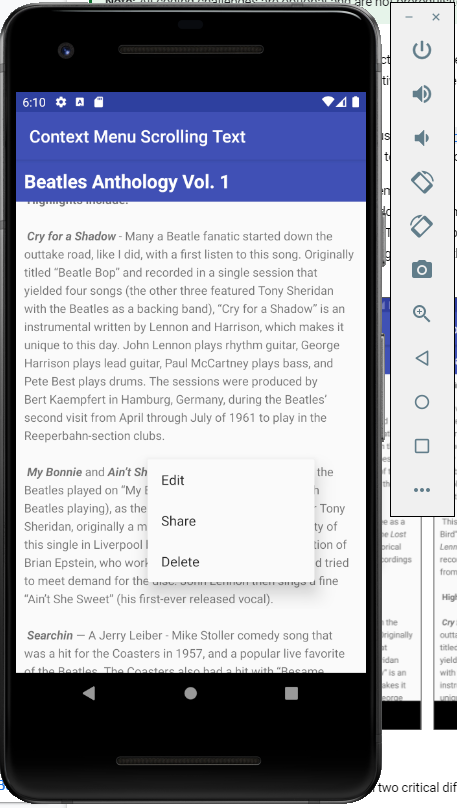 6:10
Context Menu Scrolling Text
Beatles Anthology Vol. 1
Highlights include:
Cry for a Shadow - Many a Beatle fanatic started down the
outtake road, like I did, with a first listen to this song. Originally
titled “Beatle Bop” and recorded in a single session that
yielded four songs (the other three featured Tony Sheridan
with the Beatles as a backing band), “Cry for a Shadow” is an
instrumental written by Lennon and Harrison, which makes it
unique to this day. John Lennon plays rhythm guitar, George
Harrison plays lead guitar, Paul McCartney plays bass, and
Pete Best plays drums. The sessions were produced by
Bert Kaempfert in Hamburg, Germany, during the Beatles’
second visit from April through July of 1961 to play in the
Reeperbahn-section clubs.
My Bonnie and Ain’t Sh the
Beatles played on “My B
Beatles playing), as the Tony
Sheridan, originally a m ty of
this single in Liverpool tion of
Brian Epstein, who work d tried
to meet demand for the disc. John Lennon then sings a fine
“Ain’t She Sweet” (his first-ever released vocal).
Edit
Share
Delete
Searchin — A Jerry Leiber - Mike Stoller comedy song that
was a hit for the Coasters in 1957, and a popular live favorite
of the Beatles. The Coasters also had a hit with “Besame
two critical dif